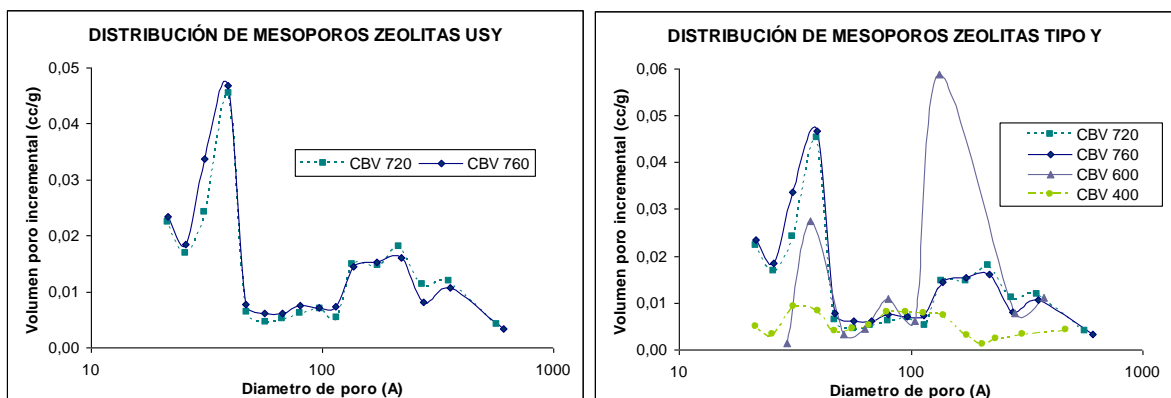 DISTRIBUCIÓN DE MESOPOROS ZEOLITAS USY
Volumen poro incremental (cc/g)
0,05
0,04
0,03
0,02
0,01
0,00
10
100
1000
Diametro de poro (A)
CBV 720
CBV 760
DISTRIBUCIÓN DE MESOPOROS ZEOLITAS TIPO Y
Volumen poro incremental (cc/g)
0,06
0,05
0,04
0,03
0,02
0,01
0,00
10
100
1000
Diametro de poro (A)
CBV 720
CBV 760
CBV 600
CBV 400